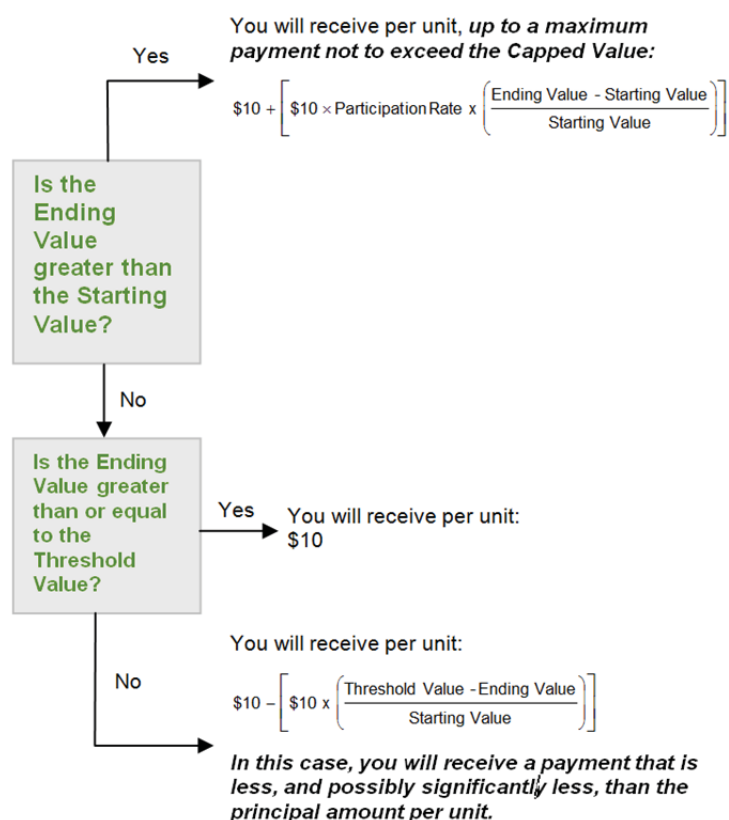 You will receive per unit, up to a maximum
payment not to exceed the Capped Value:
Yes
$10 + [ $10 × Participation Rate x ( Ending Value - Starting Value / Starting Value ) ]
Is the
Ending
Value
greater than
the Starting
Value?
No
Is the Ending
Value greater
than or equal
to the
Threshold
Value?
Yes
You will receive per unit:
$10
You will receive per unit:
No
$10 – [ $10 x ( Threshold Value - Ending Value / Starting Value ) ]
In this case, you will receive a payment that is
less, and possibly significantly less, than the
principal amount per unit.